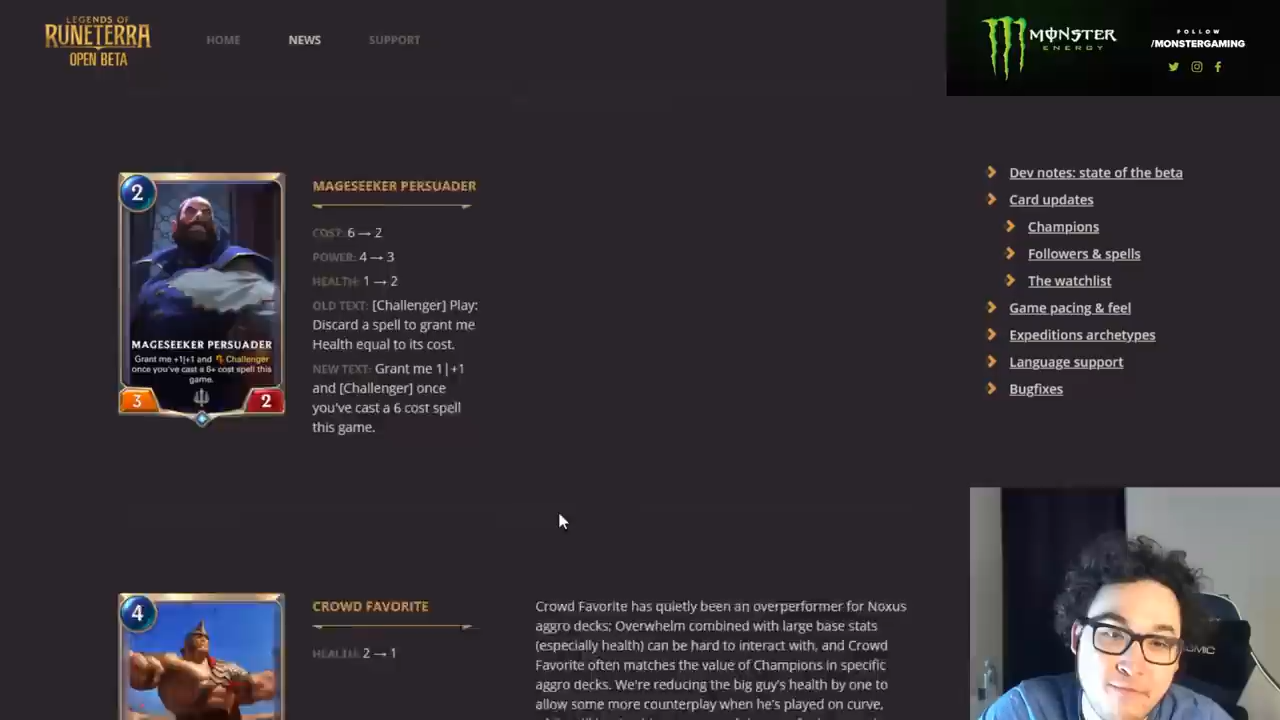 LEGENDS OF
RUNETERRA
OPEN BETA
HOME
NEWS
SUPPORT
MONSTER
ENERGY
FOLLOW
/MONSTERGAMING
2
MAGESEEKER PERSUADER
Grant me +1|+1 and Challenger
once you've cast a 6+ cost spell this
game.
3
2
MAGESEEKER PERSUADER
COST: 6 → 2
POWER: 4 → 3
HEALTH: 1 → 2
OLD TEXT: [Challenger] Play:
Discard a spell to grant me
Health equal to its cost.
NEW TEXT: Grant me 1|+1
and [Challenger] once
you've cast a 6 cost spell
this game.
Dev notes: state of the beta
Card updates
Champions
Followers & spells
The watchlist
Game pacing & feel
Expeditions archetypes
Language support
Bugfixes
4
CROWD FAVORITE
HEALTH: 2 → 1
Crowd Favorite has quietly been an overperformer for Noxus
aggro decks; Overwhelm combined with large base stats
(especially health) can be hard to interact with, and Crowd
Favorite often matches the value of Champions in specific
aggro decks. We're reducing the big guy's health by one to
allow some more counterplay when he's played on curve,